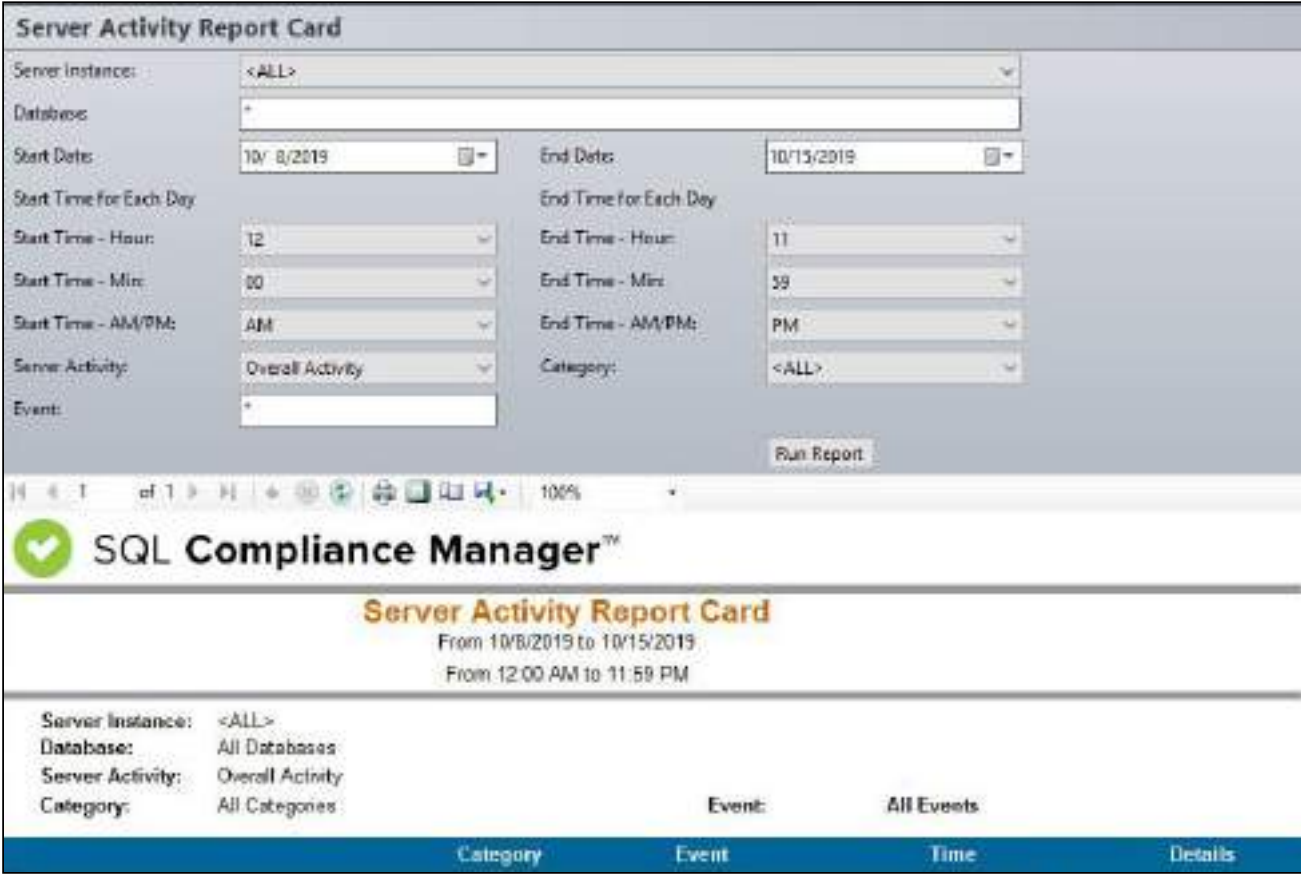 Server Activity Report Card
Server Instance: <ALL>
Database: *
Start Date: 10/ 8/2019 End Date: 10/15/2019
Start Time for Each Day End Time for Each Day
Start Time - Hour: 12 End Time - Hour: 11
Start Time - Min: 00 End Time - Min: 59
Start Time - AM/PM: AM End Time - AM/PM: PM
Server Activity: Overall Activity Category: <ALL>
Event: *
Run Report
1 of 1 100%
SQL Compliance Manager™
Server Activity Report Card
From 10/8/2019 to 10/15/2019
From 12:00 AM to 11:59 PM
Server Instance: <ALL>
Database: All Databases
Server Activity: Overall Activity
Category: All Categories Event: All Events
Category Event Time Details